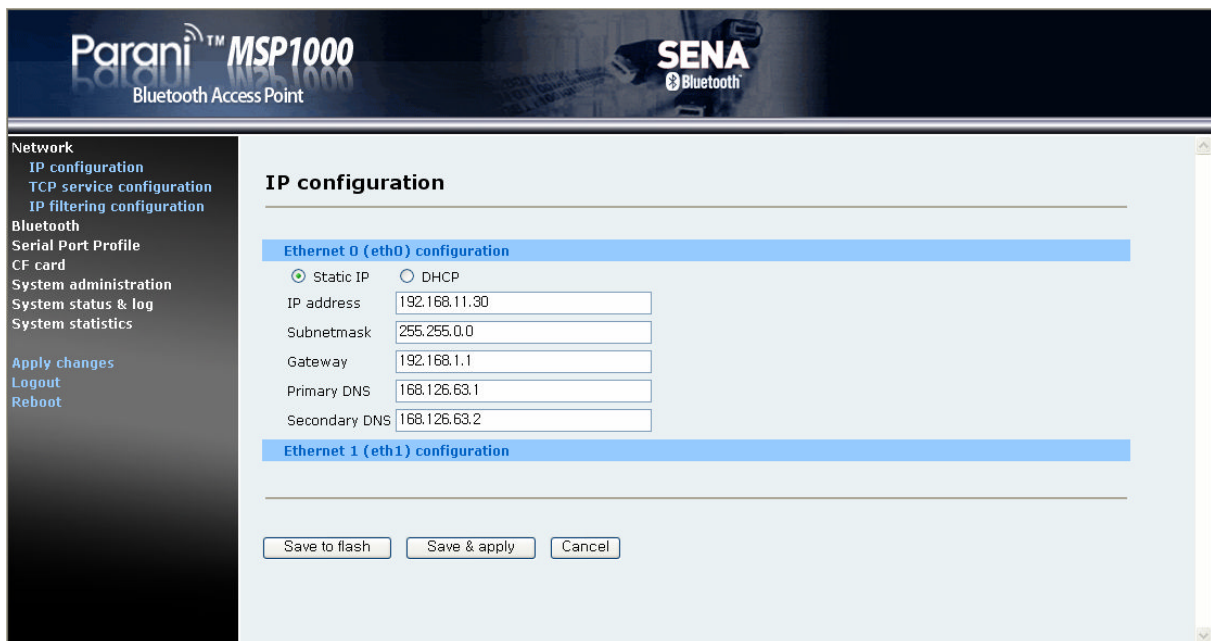 Parani™ MSP1000
Bluetooth Access Point
SENA
Bluetooth
Network
IP configuration
TCP service configuration
IP filtering configuration
Bluetooth
Serial Port Profile
CF card
System administration
System status & log
System statistics
Apply changes
Logout
Reboot
IP configuration
Ethernet 0 (eth0) configuration
Static IP DHCP
IP address 192.168.11.30
Subnetmask 255.255.0.0
Gateway 192.168.1.1
Primary DNS 168.126.63.1
Secondary DNS 168.126.63.2
Ethernet 1 (eth1) configuration
Save to flash Save & apply Cancel